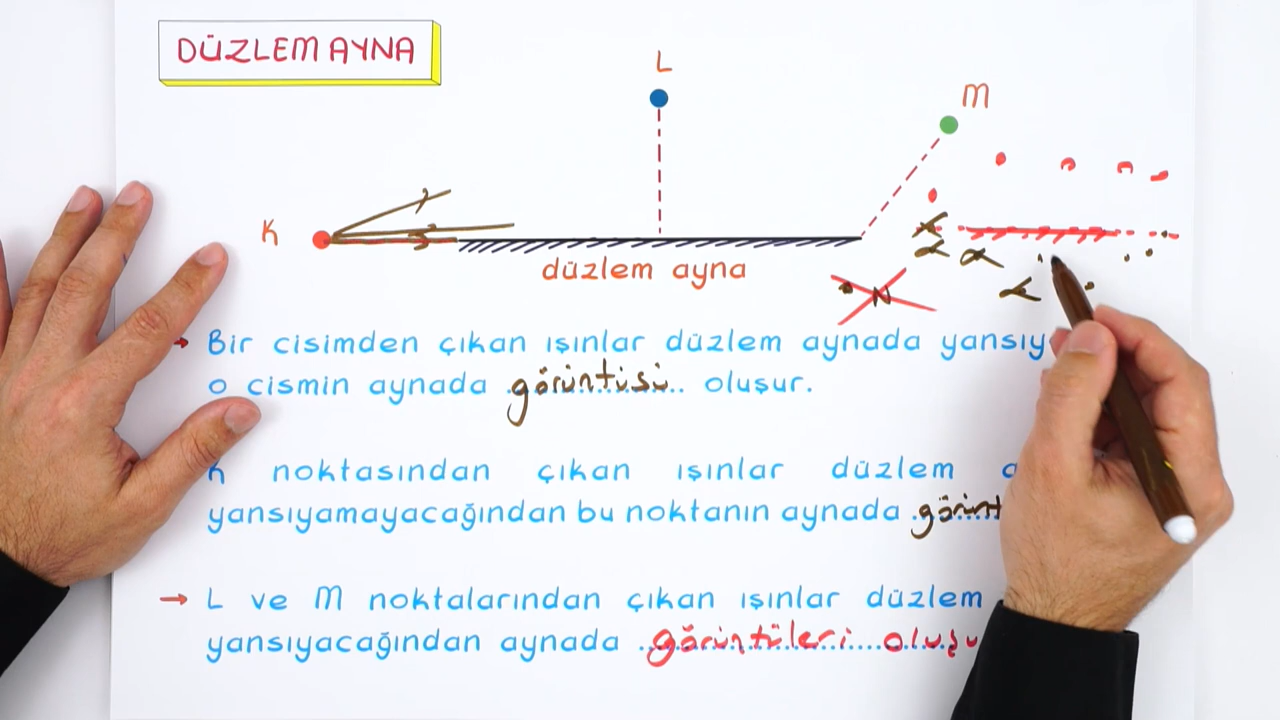 DÜZLEM AYNA
L
M
K
düzlem ayna
N
Bir cisimden çıkan ışınlar düzlem aynada yansıy
o cismin aynada görüntüsü oluşur.
K noktasından çıkan ışınlar düzlem a
yansıyamayacağından bu noktanın aynada görünt
→ L ve M noktalarından çıkan ışınlar düzlem
yansıyacağından aynada görüntüleri oluşu